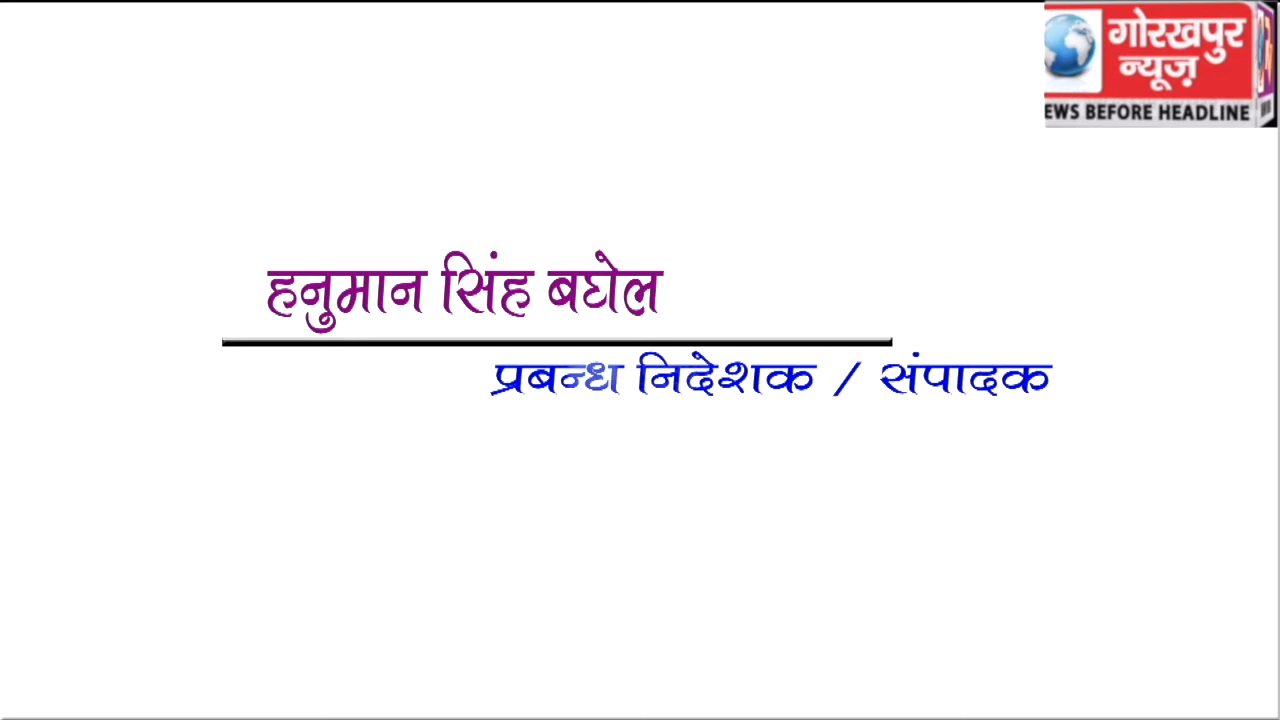 गोरखपुर
न्यूज़
EWS BEFORE HEADLINE
हनुमान सिंह बघेल
प्रबन्ध निदेशक / संपादक